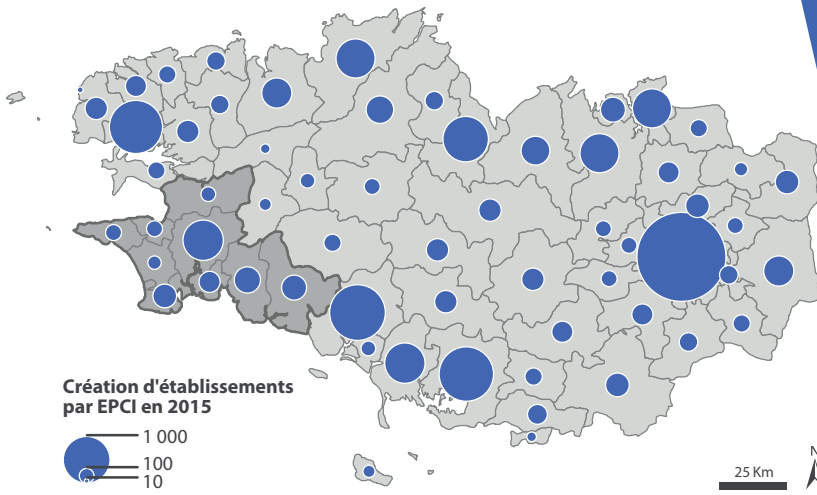 Création d'établissements
par EPCI en 2015
1 000
100
10
25 Km
N